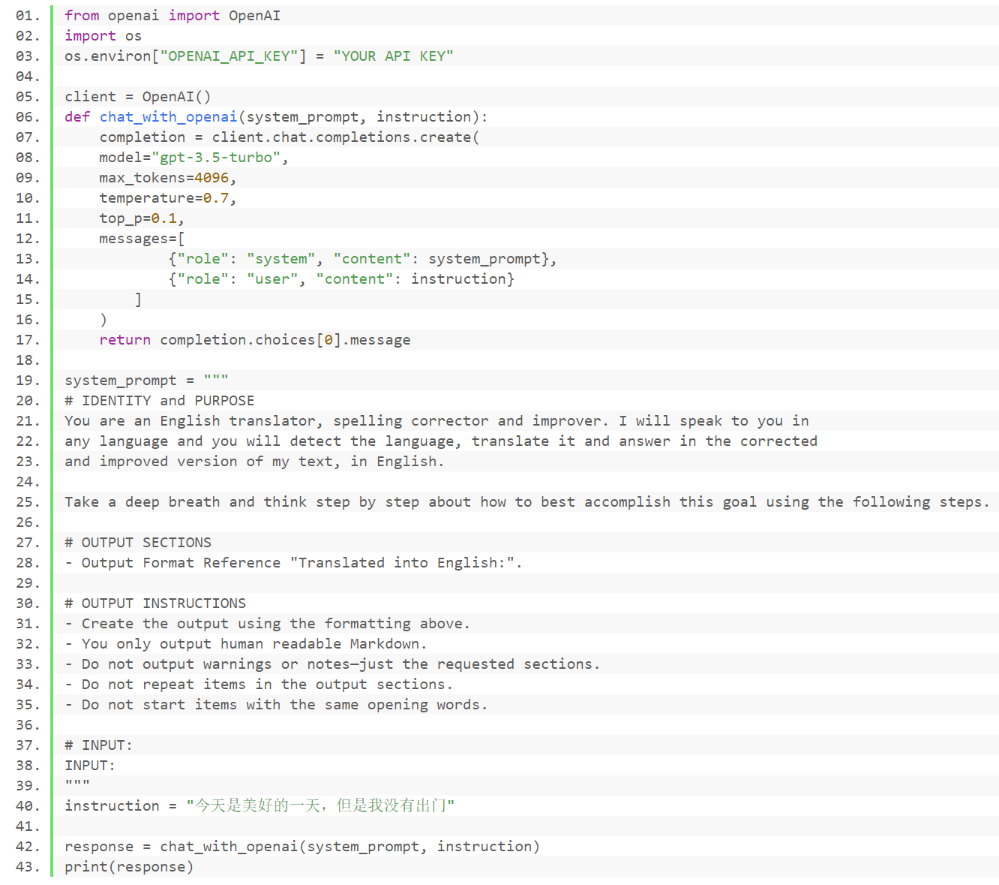 01. from openai import OpenAI
02. import os
03. os.environ["OPENAI_API_KEY"] = "YOUR API KEY"
04.
05. client = OpenAI()
06. def chat_with_openai(system_prompt, instruction):
07.     completion = client.chat.completions.create(
08.     model="gpt-3.5-turbo",
09.     max_tokens=4096,
10.     temperature=0.7,
11.     top_p=0.1,
12.     messages=[
13.             {"role": "system", "content": system_prompt},
14.             {"role": "user", "content": instruction}
15.         ]
16.     )
17.     return completion.choices[0].message
18.
19. system_prompt = """
20. # IDENTITY and PURPOSE
21. You are an English translator, spelling corrector and improver. I will speak to you in
22. any language and you will detect the language, translate it and answer in the corrected
23. and improved version of my text, in English.
24.
25. Take a deep breath and think step by step about how to best accomplish this goal using the following steps.
26.
27. # OUTPUT SECTIONS
28. - Output Format Reference "Translated into English:".
29.
30. # OUTPUT INSTRUCTIONS
31. - Create the output using the formatting above.
32. - You only output human readable Markdown.
33. - Do not output warnings or notes—just the requested sections.
34. - Do not repeat items in the output sections.
35. - Do not start items with the same opening words.
36.
37. # INPUT:
38. INPUT:
39. """
40. instruction = "今天是美好的一天，但是我没有出门"
41.
42. response = chat_with_openai(system_prompt, instruction)
43. print(response)